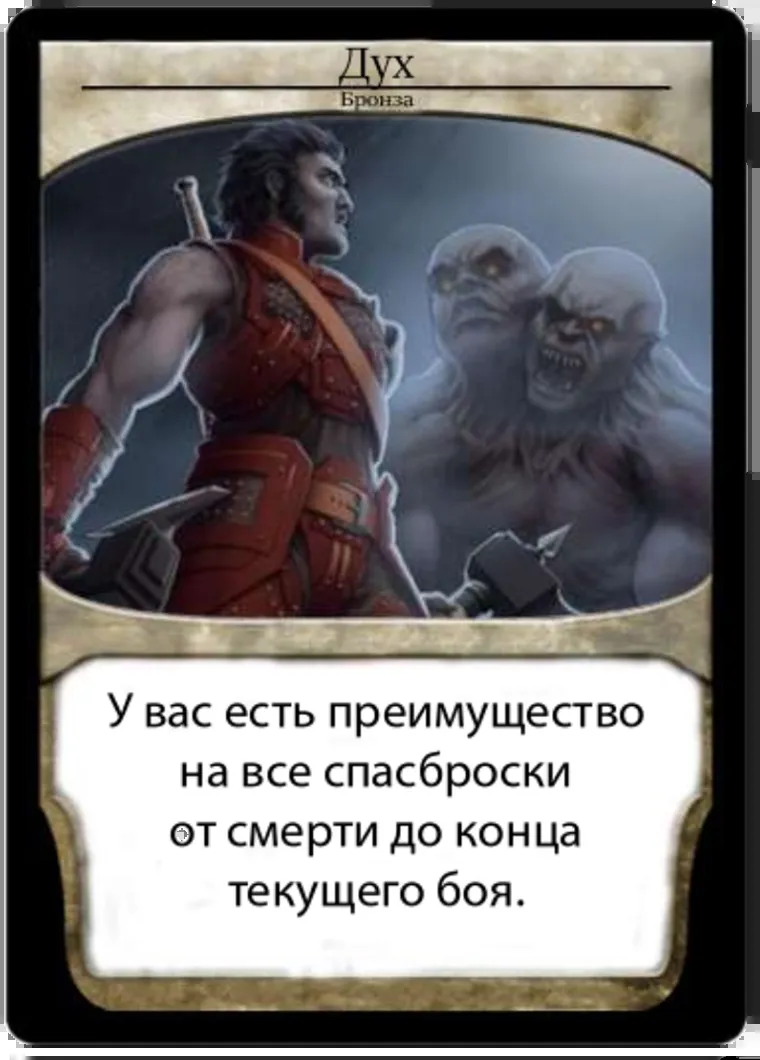 Дух
Бронза
У вас есть преимущество
на все спасброски
от смерти до конца
текущего боя.